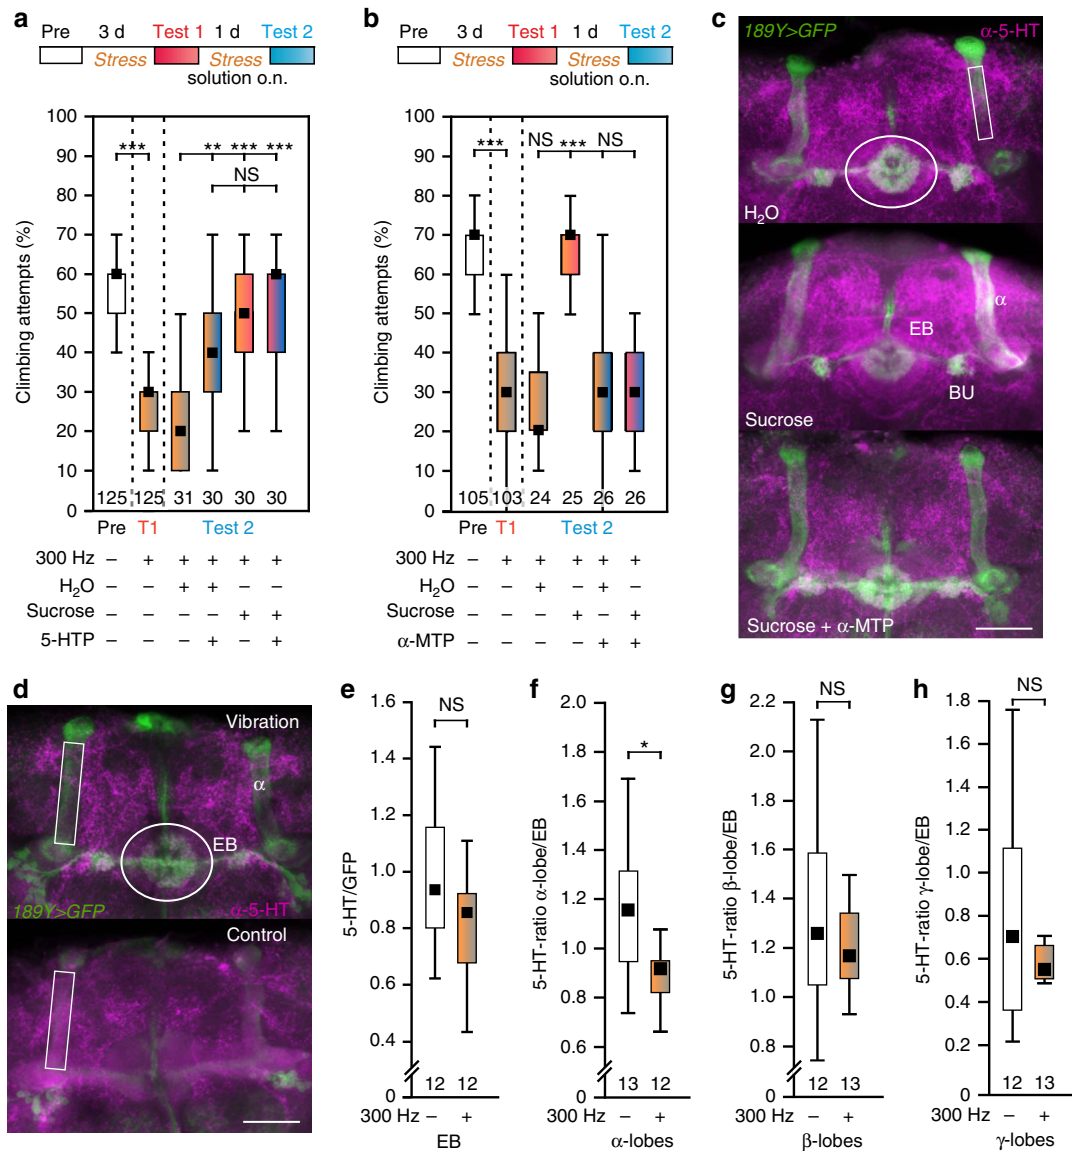 a
Pre 3 d Test 1 1 d Test 2
Stress Stress
solution o.n.
Climbing attempts (%)
100
90
80
70
60
50
40
30
20
10
0
*** ** *** ***
NS
125 125 31 30 30 30
Pre T1 Test 2
300 Hz – + + + + +
H2O – – + + – –
Sucrose – – – – + +
5-HTP – – – + – +
b
Pre 3 d Test 1 1 d Test 2
Stress Stress
solution o.n.
Climbing attempts (%)
100
90
80
70
60
50
40
30
20
10
0
*** NS *** NS NS
105 103 24 25 26 26
Pre T1 Test 2
300 Hz – + + + + +
H2O – – + – + –
Sucrose – – – + – +
α-MTP – – – – + +
c
189Y>GFP α-5-HT
H2O
α
EB
BU
Sucrose
Sucrose + α-MTP
d
Vibration
α
EB
189Y>GFP α-5-HT
Control
e
5-HT/GFP
1.6
1.4
1.2
1.0
0.8
0.6
0.4
0
NS
12 12
300 Hz – +
EB
f
5-HT-ratio α-lobe/EB
2.0
1.8
1.6
1.4
1.2
1.0
0.8
0.6
0
*
13 12
– +
α-lobes
g
5-HT-ratio β-lobe/EB
2.2
2.0
1.8
1.6
1.4
1.2
1.0
0.8
0
NS
12 13
300 Hz – +
β-lobes
h
5-HT-ratio γ-lobe/EB
1.8
1.6
1.4
1.2
1.0
0.8
0.6
0.4
0.2
0
NS
12 13
300 Hz – +
γ-lobes